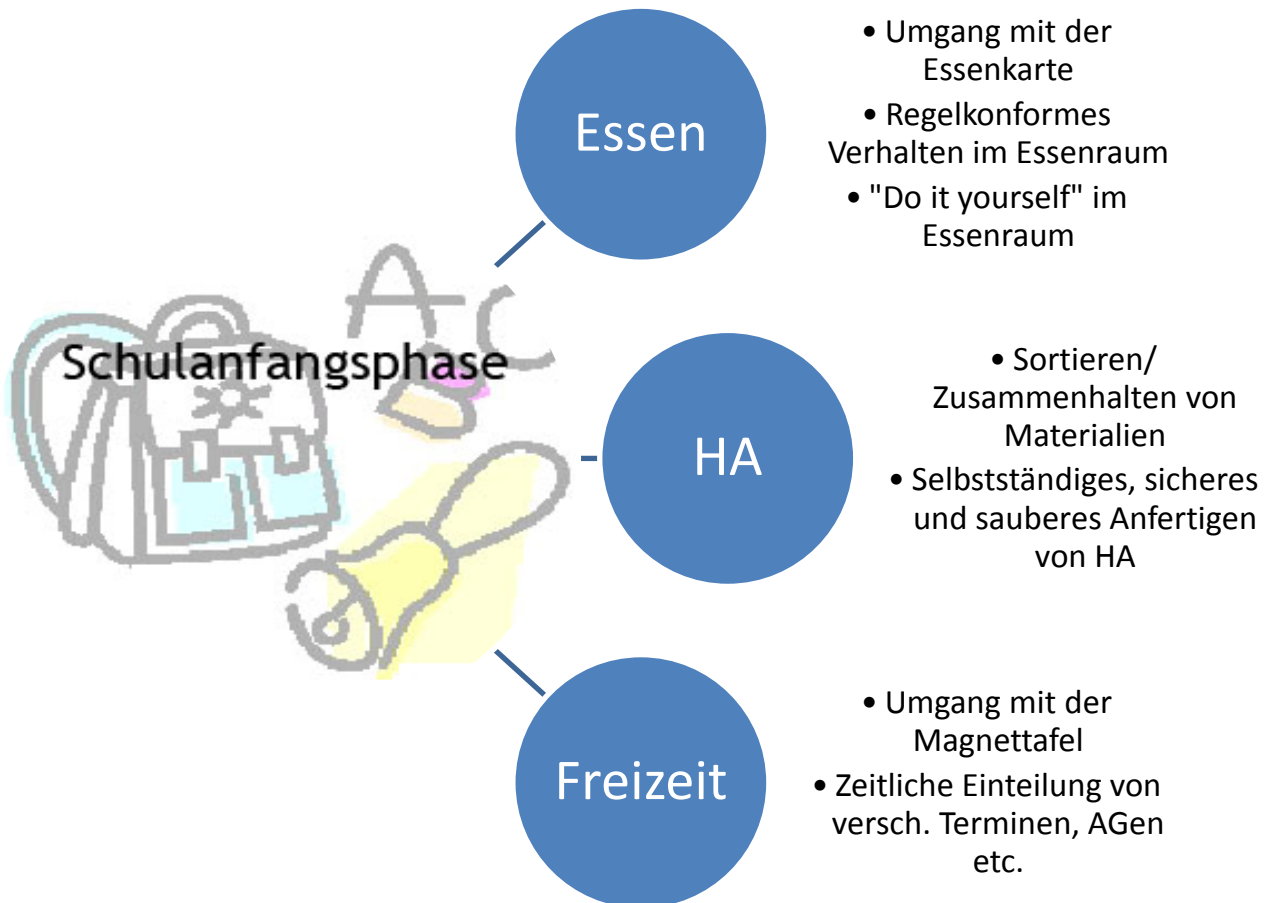 Schulanfangsphase
Essen
• Umgang mit der
Essenkarte
• Regelkonformes
Verhalten im Essenraum
• "Do it yourself" im
Essenraum
HA
• Sortieren/
Zusammenhalten von
Materialien
• Selbstständiges, sicheres
und sauberes Anfertigen
von HA
Freizeit
• Umgang mit der
Magnettafel
• Zeitliche Einteilung von
versch. Terminen, AGen
etc.